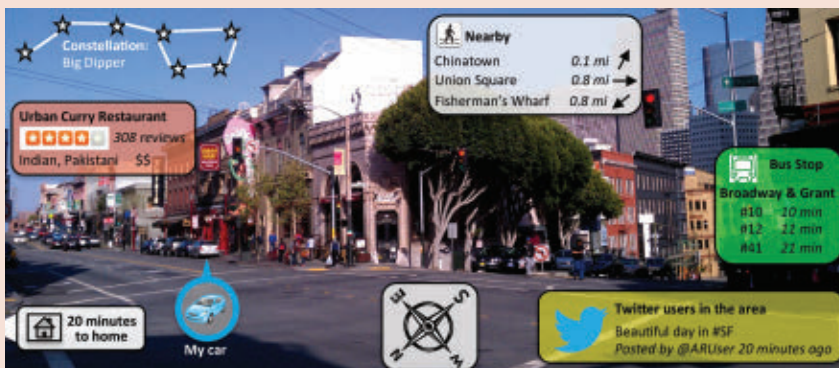 Constellation:
Big Dipper
Nearby
Chinatown 0.1 mi
Union Square 0.8 mi
Fisherman's Wharf 0.8 mi
Urban Curry Restaurant
308 reviews
Indian, Pakistani $$
Bus Stop
Broadway & Grant
#10 10 min
#12 11 min
#41 21 min
20 minutes
to home
My car
E
S
N
W
Twitter users in the area
Beautiful day in #SF
Posted by @ARUser 20 minutes ago